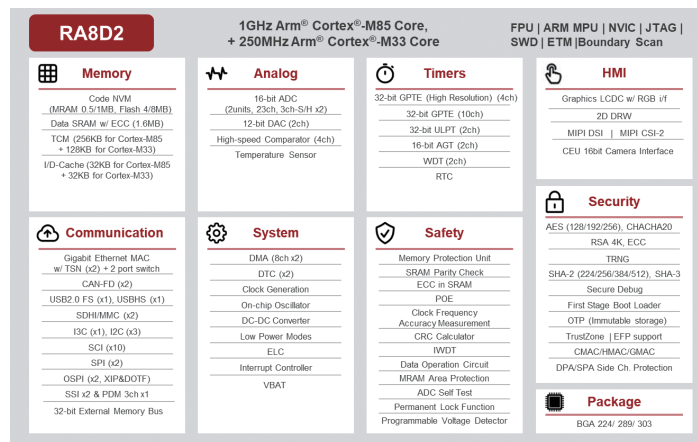 RA8D2
1GHz Arm® Cortex®-M85 Core,
+ 250MHz Arm® Cortex®-M33 Core
FPU | ARM MPU | NVIC | JTAG |
SWD | ETM |Boundary Scan
Memory
Code NVM
(MRAM 0.5/1MB, Flash 4/8MB)
Data SRAM w/ ECC (1.6MB)
TCM (256KB for Cortex-M85
+ 128KB for Cortex-M33)
I/D-Cache (32KB for Cortex-M85
+ 32KB for Cortex-M33)
Analog
16-bit ADC
(2units, 23ch, 3ch-S/H x2)
12-bit DAC (2ch)
High-speed Comparator (4ch)
Temperature Sensor
Timers
32-bit GPTE (High Resolution) (4ch)
32-bit GPTE (10ch)
32-bit ULPT (2ch)
16-bit AGT (2ch)
WDT (2ch)
RTC
HMI
Graphics LCDC w/ RGB i/f
2D DRW
MIPI DSI | MIPI CSI-2
CEU 16bit Camera Interface
Communication
Gigabit Ethernet MAC
w/ TSN (x2) + 2 port switch
CAN-FD (x2)
USB2.0 FS (x1), USBHS (x1)
SDHI/MMC (x2)
I3C (x1), I2C (x3)
SCI (x10)
SPI (x2)
OSPI (x2, XIP&DOTF)
SSI x2 & PDM 3ch x1
32-bit External Memory Bus
System
DMA (8ch x2)
DTC (x2)
Clock Generation
On-chip Oscillator
DC-DC Converter
Low Power Modes
ELC
Interrupt Controller
VBAT
Safety
Memory Protection Unit
SRAM Parity Check
ECC in SRAM
POE
Clock Frequency
Accuracy Measurement
CRC Calculator
IWDT
Data Operation Circuit
MRAM Area Protection
ADC Self Test
Permanent Lock Function
Programmable Voltage Detector
Security
AES (128/192/256), CHACHA20
RSA 4K, ECC
TRNG
SHA-2 (224/256/384/512), SHA-3
Secure Debug
First Stage Boot Loader
OTP (Immutable storage)
TrustZone | EFP support
CMAC/HMAC/GMAC
DPA/SPA Side Ch. Protection
Package
BGA 224/ 289/ 303